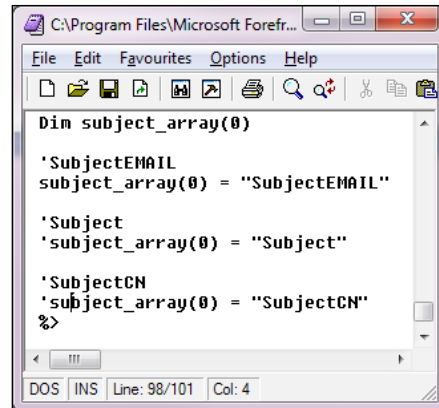 C:\Program Files\Microsoft Forefr...
File Edit Favourites Options Help
Dim subject_array(0)
'SubjectEMAIL
subject_array(0) = "SubjectEMAIL"
'Subject
'subject_array(0) = "Subject"
'SubjectCN
'subject_array(0) = "SubjectCN"
%>
DOS INS Line: 98/101 Col: 4